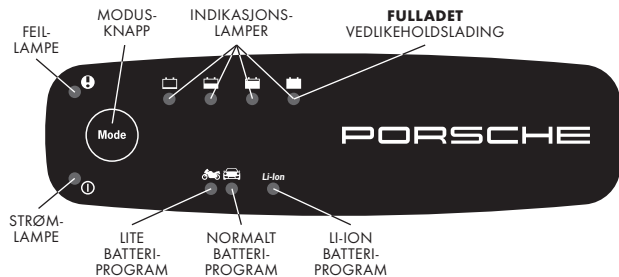 FEIL-
LAMPE
MODUS-
KNAPP
INDIKASJONS-
LAMPER
FULLADET
VEDLIKEHOLDSLADING
Mode
PORSCHE
Li-Ion
STRØM-
LAMPE
LITE
BATTERI-
PROGRAM
NORMALT
BATTERI-
PROGRAM
LI-ION
BATTERI-
PROGRAM